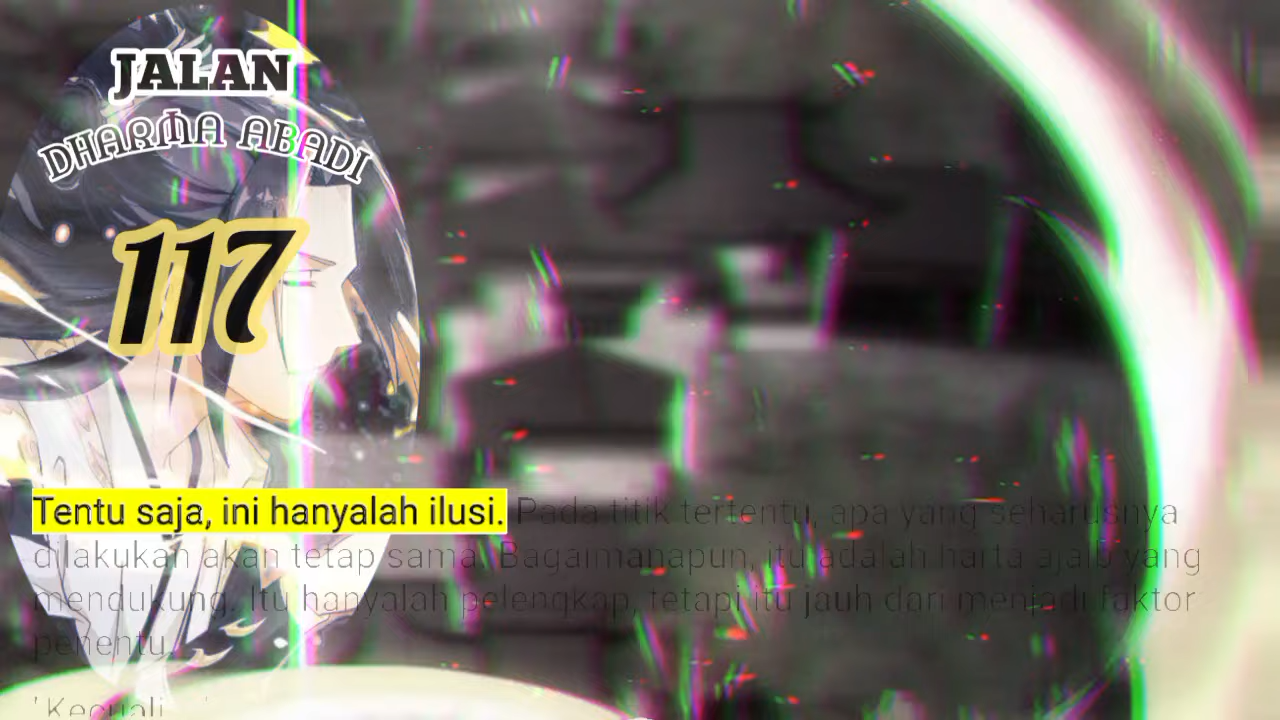 JALAN
DHARMA ABADI
117
Tentu saja, ini hanyalah ilusi. Pada titik tertentu, apa yang seharusnya
dilakukan akan tetap sama. Bagaimanapun, itu adalah harta ajaib yang
mendukung. Itu hanyalah pelengkap, tetapi itu jauh dari menjadi faktor
penentu.
'Kecuali...'